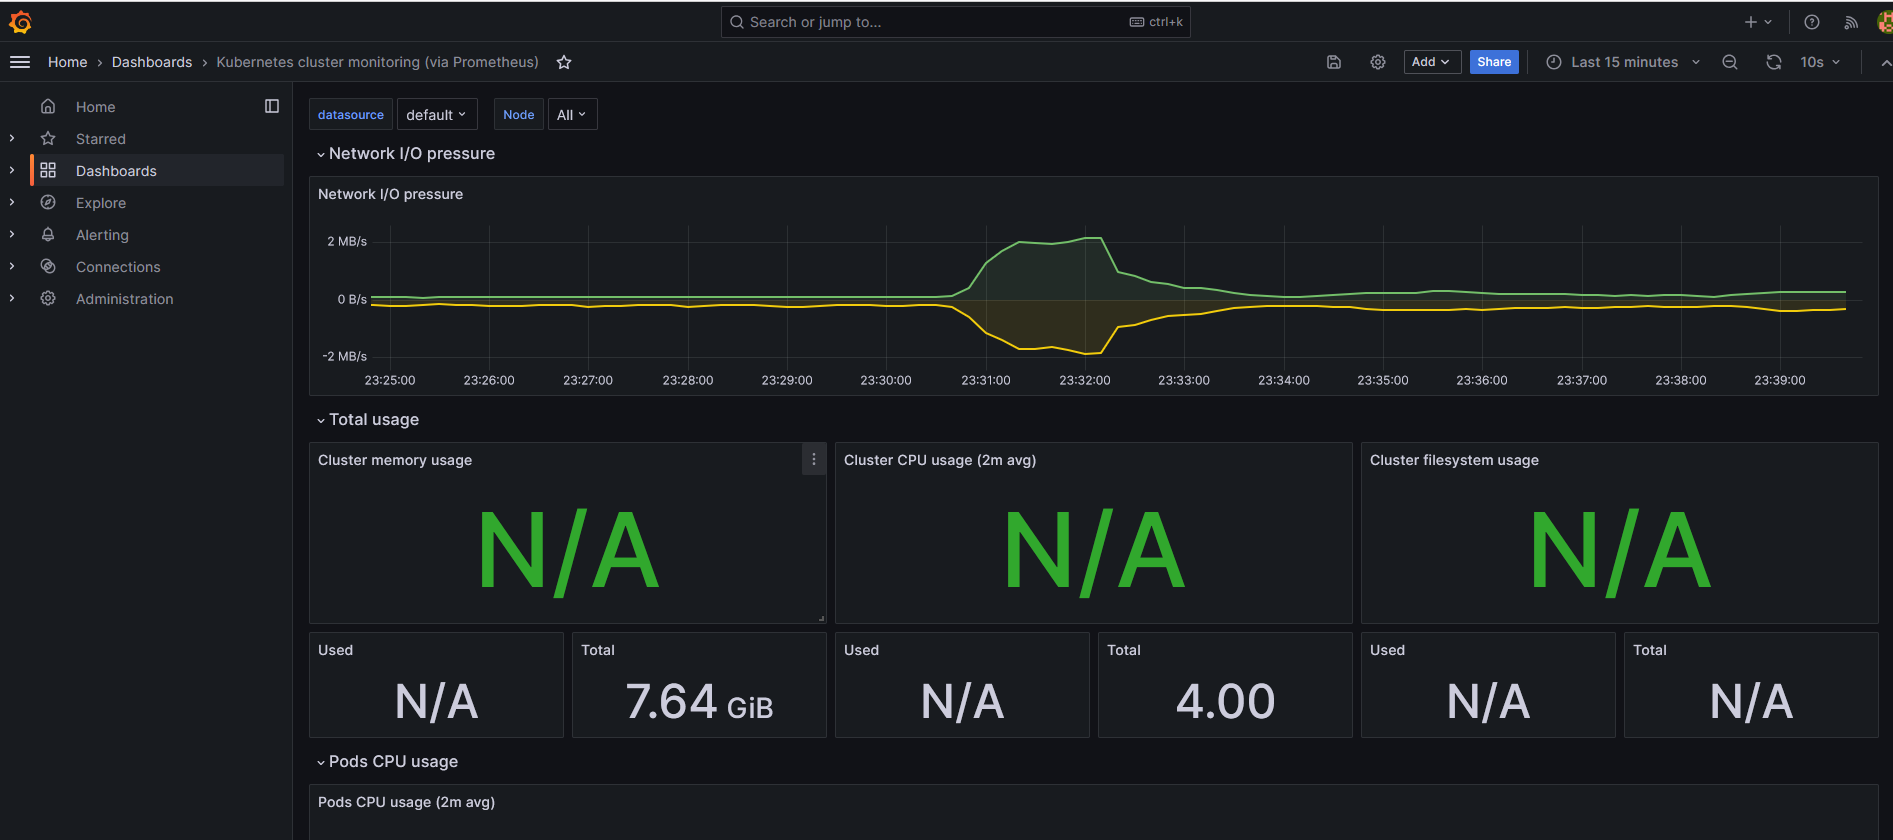 Search or jump to...
ctrl+k
Home
Dashboards
Kubernetes cluster monitoring (via Prometheus)
Add
Share
Last 15 minutes
10s
Home
Starred
Dashboards
Explore
Alerting
Connections
Administration
datasource
default
Node
All
Network I/O pressure
Network I/O pressure
2 MB/s
0 B/s
-2 MB/s
23:25:00 23:26:00 23:27:00 23:28:00 23:29:00 23:30:00 23:31:00 23:32:00 23:33:00 23:34:00 23:35:00 23:36:00 23:37:00 23:38:00 23:39:00
Total usage
Cluster memory usage
N/A
Cluster CPU usage (2m avg)
N/A
Cluster filesystem usage
N/A
Used
N/A
Total
7.64 GiB
Used
N/A
Total
4.00
Used
N/A
Total
N/A
Pods CPU usage
Pods CPU usage (2m avg)